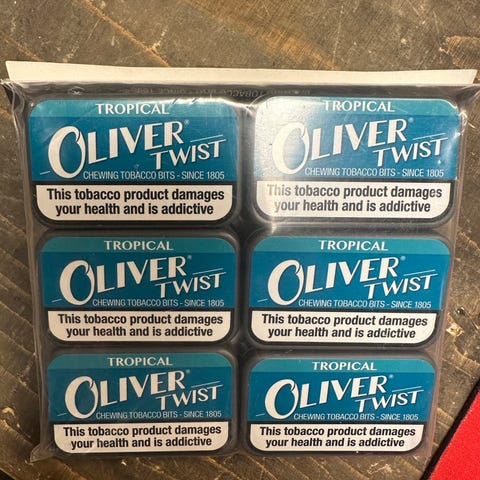 TROPICAL
OLIVER®
TWIST
CHEWING TOBACCO BITS - SINCE 1805
This tobacco product damages
your health and is addictive
TROPICAL
OLIVER®
TWIST
CHEWING TOBACCO BITS - SINCE 1805
This tobacco product damages
your health and is addictive
TROPICAL
OLIVER®
TWIST
CHEWING TOBACCO BITS - SINCE 1805
This tobacco product damages
your health and is addictive
TROPICAL
OLIVER®
TWIST
CHEWING TOBACCO BITS - SINCE 1805
This tobacco product damages
your health and is addictive
TROPICAL
OLIVER®
TWIST
CHEWING TOBACCO BITS - SINCE 1805
This tobacco product damages
your health and is addictive
TROPICAL
OLIVER®
TWIST
CHEWING TOBACCO BITS - SINCE 1805
This tobacco product damages
your health and is addictive